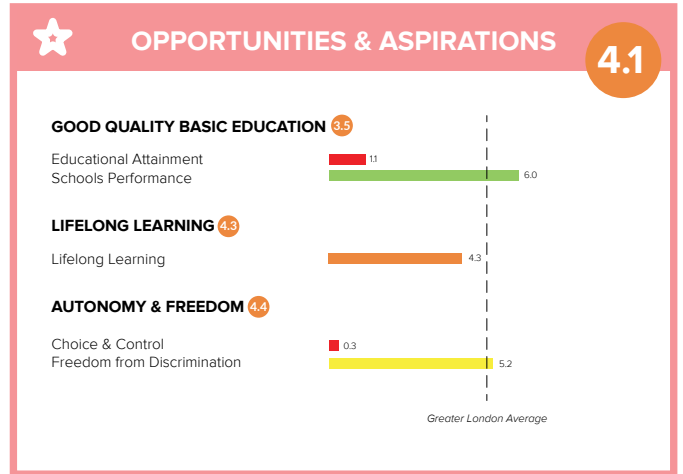 OPPORTUNITIES & ASPIRATIONS
4.1
GOOD QUALITY BASIC EDUCATION 3.5
Educational Attainment 1.1
Schools Performance 6.0
LIFELONG LEARNING 4.3
Lifelong Learning 4.3
AUTONOMY & FREEDOM 4.4
Choice & Control 0.3
Freedom from Discrimination 5.2
Greater London Average